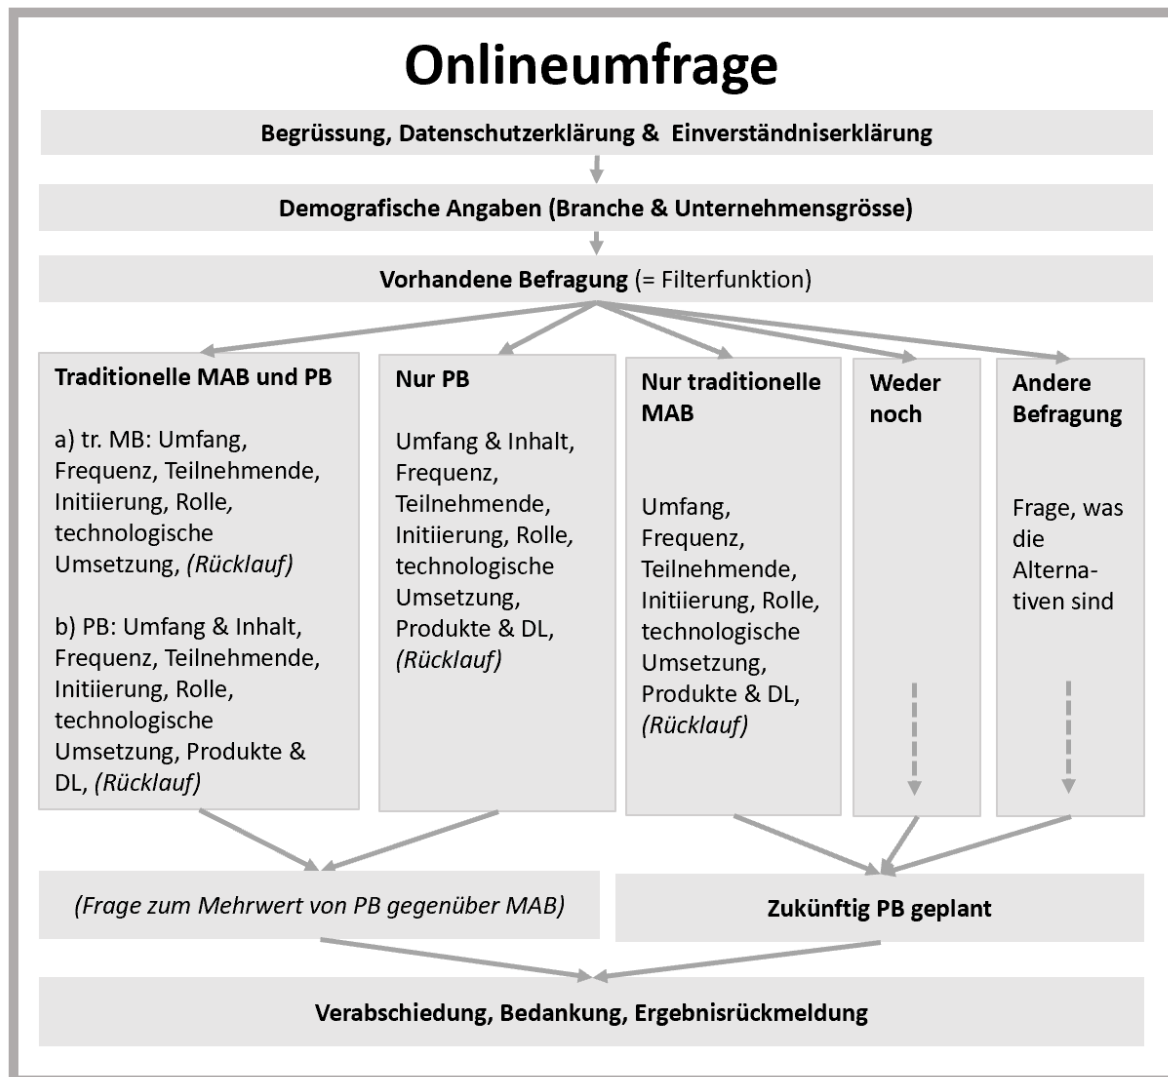 Onlineumfrage
Begrüssung, Datenschutzerklärung & Einverständniserklärung
Demografische Angaben (Branche & Unternehmensgrösse)
Vorhandene Befragung (= Filterfunktion)
Traditionelle MAB und PB
a) tr. MB: Umfang,
Frequenz, Teilnehmende,
Initiierung, Rolle,
technologische
Umsetzung, (Rücklauf)
b) PB: Umfang & Inhalt,
Frequenz, Teilnehmende,
Initiierung, Rolle,
technologische
Umsetzung, Produkte &
DL, (Rücklauf)
Nur PB
Umfang & Inhalt,
Frequenz,
Teilnehmende,
Initiierung, Rolle,
technologische
Umsetzung,
Produkte & DL,
(Rücklauf)
Nur traditionelle
MAB
Umfang,
Frequenz,
Teilnehmende,
Initiierung, Rolle,
technologische
Umsetzung,
Produkte & DL,
(Rücklauf)
Weder
noch
Andere
Befragung
Frage, was
die
Alterna-
tiven sind
(Frage zum Mehrwert von PB gegenüber MAB)
Zukünftig PB geplant
Verabschiedung, Bedankung, Ergebnisrückmeldung